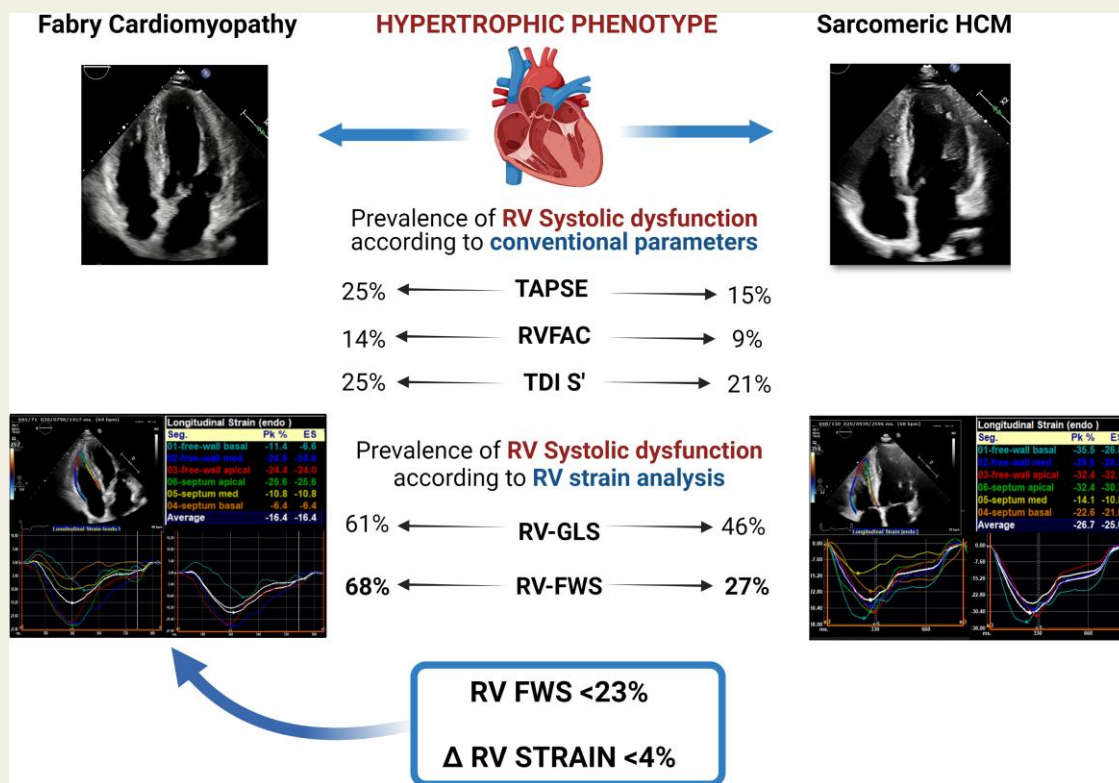 Fabry Cardiomyopathy
HYPERTROPHIC PHENOTYPE
Sarcomeric HCM
Prevalence of RV Systolic dysfunction
according to conventional parameters
25% TAPSE 15%
14% RVFAC 9%
25% TDI S' 21%
Longitudinal Strain (endo )
Seg. Pk % ES
01-free-wall basal -11.4 -6.6
03-free-wall apical -24.4 -24.0
06-septum apical -25.6 -25.6
05-septum med -10.8 -10.8
04-septum basal -6.4 -6.4
Average -16.4 -16.4
Prevalence of RV Systolic dysfunction
according to RV strain analysis
61% RV-GLS 46%
68% RV-FWS 27%
Longitudinal Strain (endo )
Seg. Pk % ES
01-free-wall basal -35.5
03-free-wall apical -32.4
06-septum apical -32.4
05-septum med -14.1
04-septum basal -22.6
Average -26.7
RV FWS <23%
Δ RV STRAIN <4%